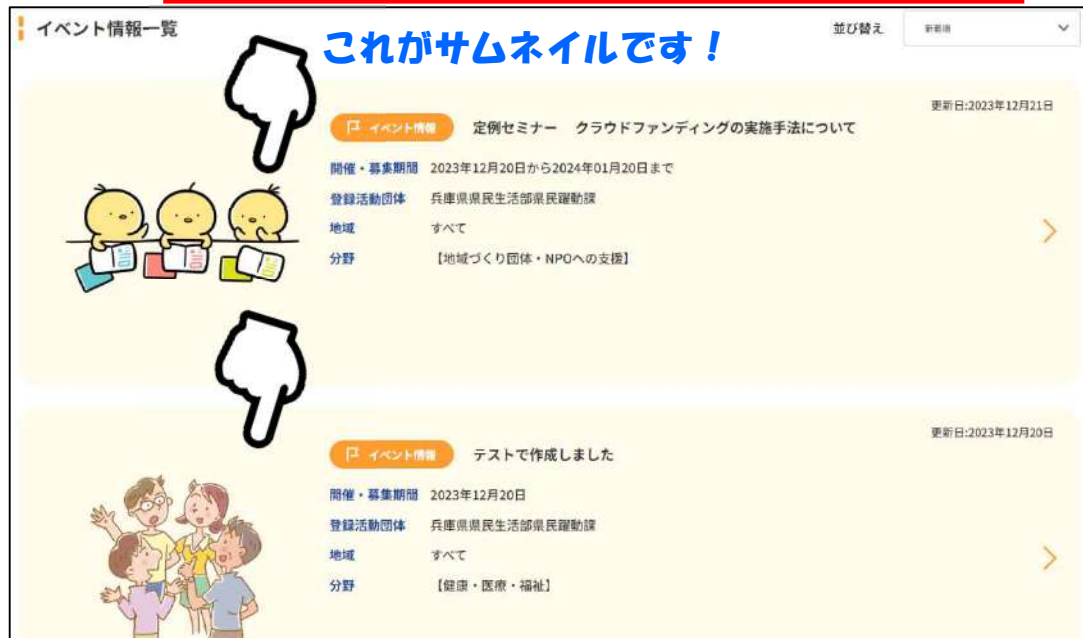 イベント情報一覧
これがサムネイルです！
並び替え
新着順
更新日:2023年12月21日
イベント情報
定例セミナー クラウドファンディングの実施手法について
開催・募集期間 2023年12月20日から2024年01月20日まで
登録活動団体 兵庫県県民生活部県民躍動課
地域 すべて
分野 【地域づくり団体・NPOへの支援】
更新日:2023年12月20日
イベント情報
テストで作成しました
開催・募集期間 2023年12月20日
登録活動団体 兵庫県県民生活部県民躍動課
地域 すべて
分野 【健康・医療・福祉】